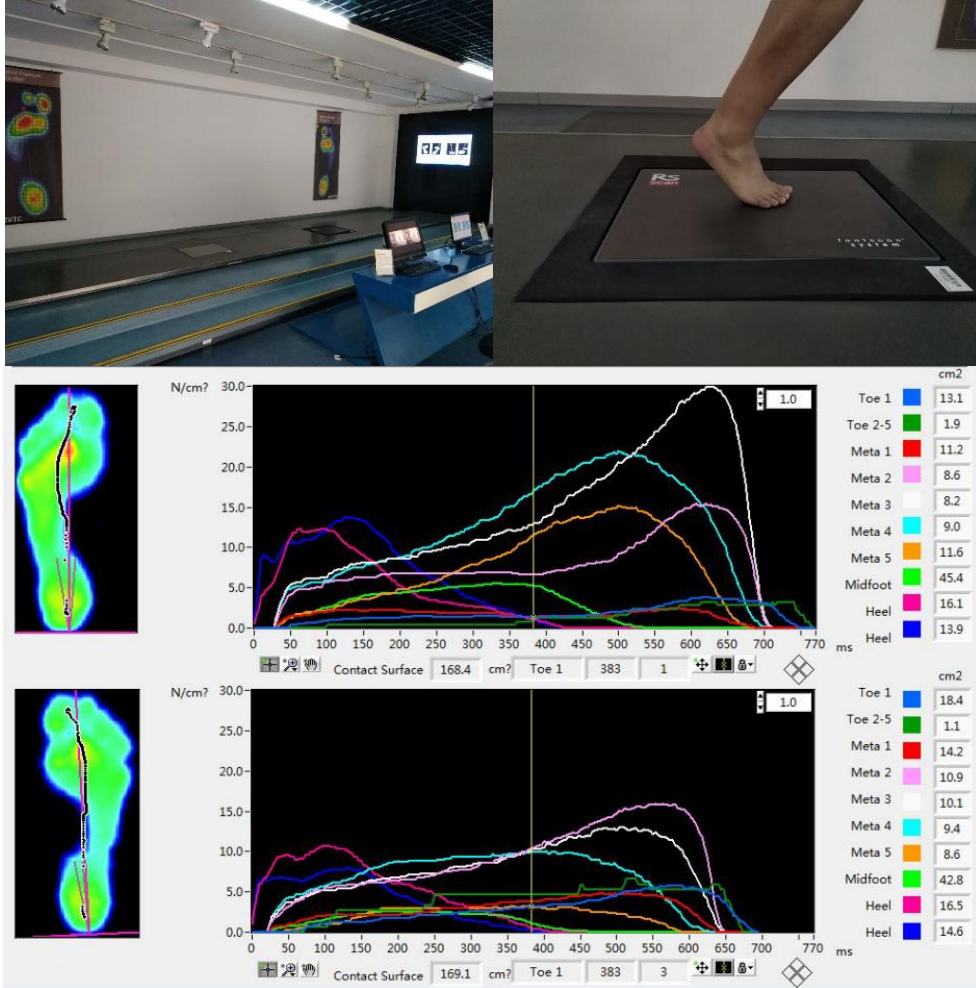 CVTC
Rs
scan
footscan®
system
N/cm?
30.0
25.0
20.0
15.0
10.0
5.0
0.0
0 50 100 150 200 250 300 350 400 450 500 550 600 650 700 770
ms
1.0
cm2
Toe 1 13.1
Toe 2-5 1.9
Meta 1 11.2
Meta 2 8.6
Meta 3 8.2
Meta 4 9.0
Meta 5 11.6
Midfoot 45.4
Heel 16.1
Heel 13.9
Contact Surface 168.4 cm? Toe 1 383 1
N/cm?
30.0
25.0
20.0
15.0
10.0
5.0
0.0
0 50 100 150 200 250 300 350 400 450 500 550 600 650 700 770
ms
1.0
cm2
Toe 1 18.4
Toe 2-5 1.1
Meta 1 14.2
Meta 2 10.9
Meta 3 10.1
Meta 4 9.4
Meta 5 8.6
Midfoot 42.8
Heel 16.5
Heel 14.6
Contact Surface 169.1 cm? Toe 1 383 3